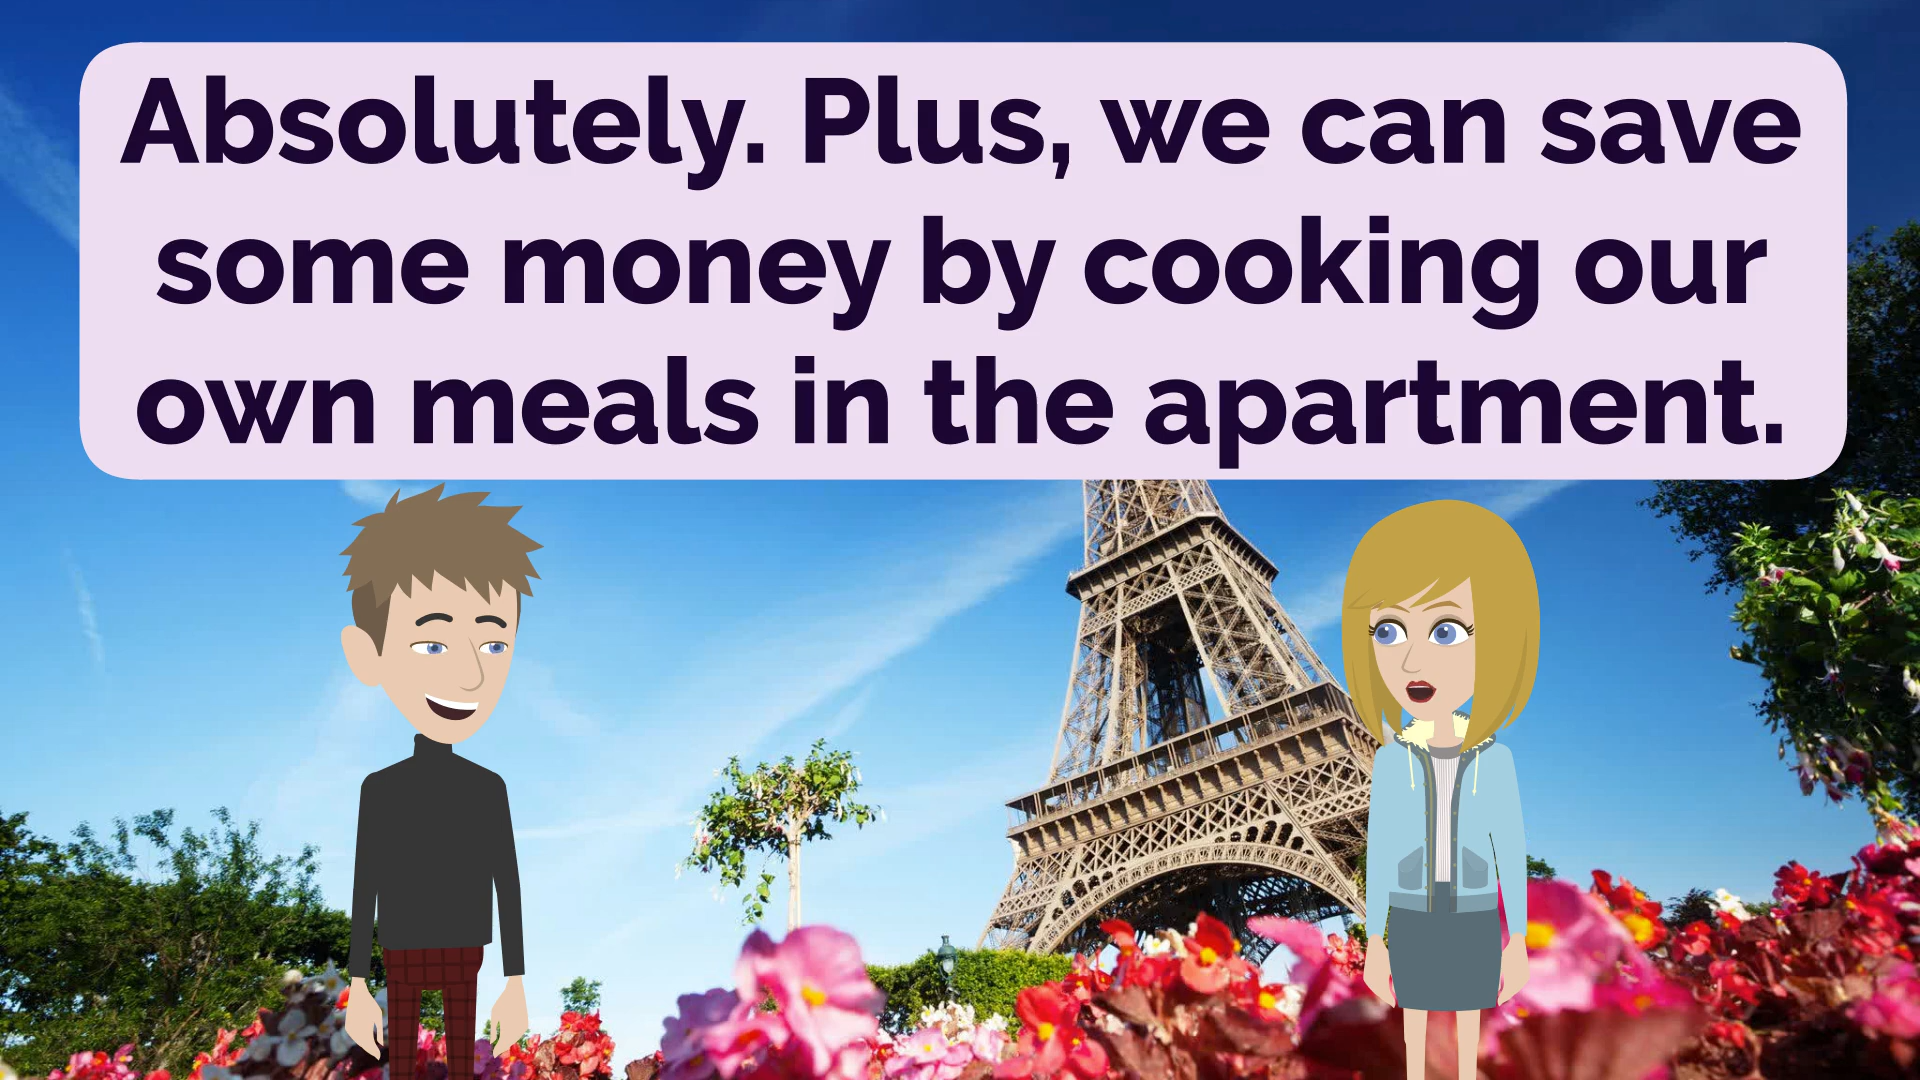 Absolutely. Plus, we can save
some money by cooking our
own meals in the apartment.